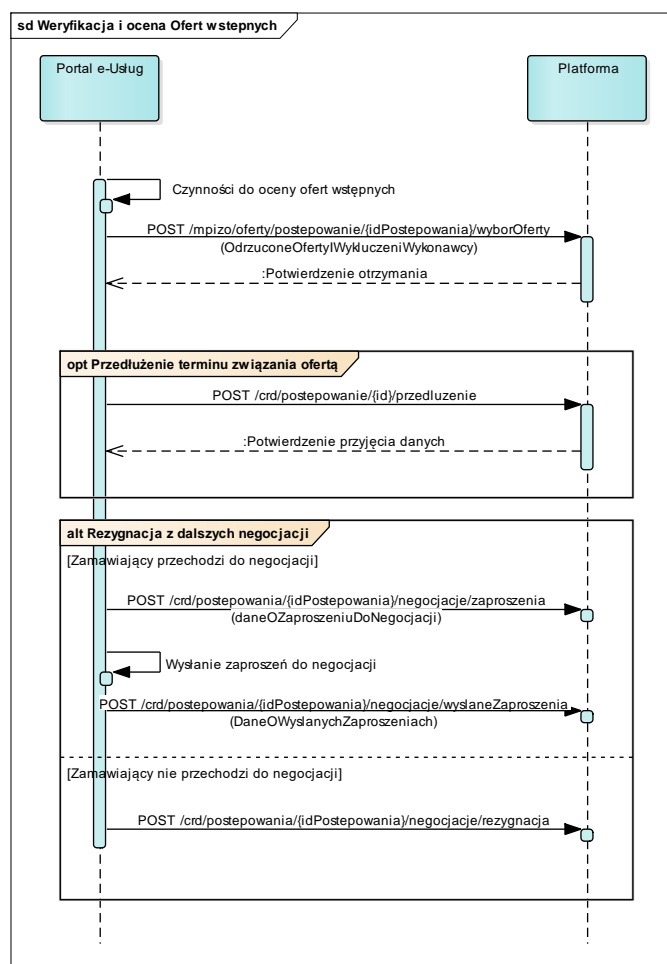 sd Weryfikacja i ocena Ofert wstepnych
Portal e-Usług
Platforma
Czynności do oceny ofert wstępnych
POST /mpizo/oferty/postepowanie/{idPostepowania}/wyborOferty
(OdrzuconeOfertyIWykluczeniWykonawcy)
:Potwierdzenie otrzymania
opt Przedłużenie terminu związania ofertą
POST /crd/postepowanie/{id}/przedluzenie
:Potwierdzenie przyjęcia danych
alt Rezygnacja z dalszych negocjacji
[Zamawiający przechodzi do negocjacji]
POST /crd/postepowania/{idPostepowania}/negocjacje/zaproszenia
(daneOZaproszeniuDoNegocjacji)
Wysłanie zaproszeń do negocjacji
POST /crd/postepowania/{idPostepowania}/negocjacje/wyslaneZaproszenia
(DaneOWyslanychZaproszeniach)
[Zamawiający nie przechodzi do negocjacji]
POST /crd/postepowania/{idPostepowania}/negocjacje/rezygnacja